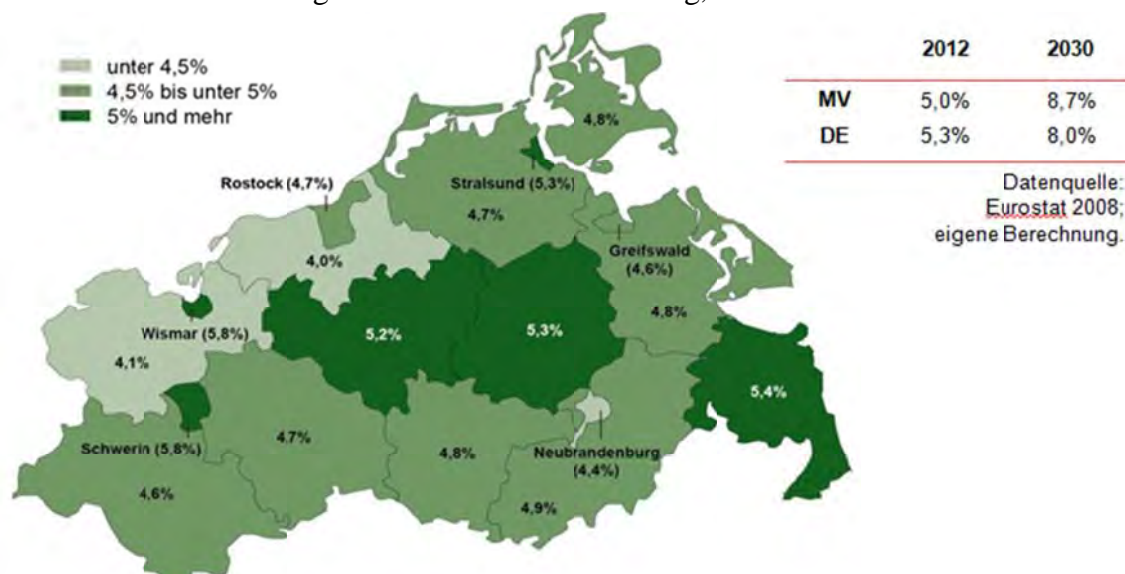 unter 4,5%
4,5% bis unter 5%
5% und mehr
2012 2030
MV 5,0% 8,7%
DE 5,3% 8,0%
Datenquelle:
Eurostat 2008;
eigene Berechnung.
4,8%
Rostock (4,7%)
Stralsund (5,3%)
4,7%
4,0%
Greifswald
(4,6%)
4,8%
Wismar (5,8%)
5,2%
5,3%
4,1%
5,4%
Schwerin (5,8%)
4,7%
4,8%
Neubrandenburg
(4,4%)
4,6%
4,9%